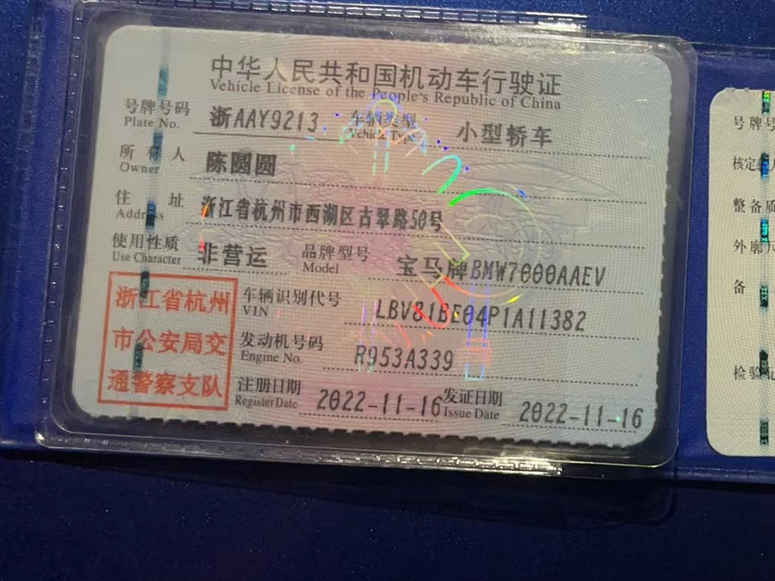 中华人民共和国机动车行驶证
Vehicle License of the People's Republic of China
号牌号码 浙AAY9213 车辆类型 小型轿车
Plate No. Vehicle Type
所有人 陈圆圆
Owner
住址 浙江省杭州市西湖区古翠路50号
Address
使用性质 非营运 品牌型号 宝马牌BMW7000AAEV
Use Character Model
浙江省杭州
市公安局交
通警察支队
车辆识别代号 LBV81BE04P1A11382
VIN
发动机号码 R953A339
Engine No.
注册日期 2022-11-16 发证日期 2022-11-16
Register Date Issue Date
号牌号
核定
整备质
外廓
备
检验